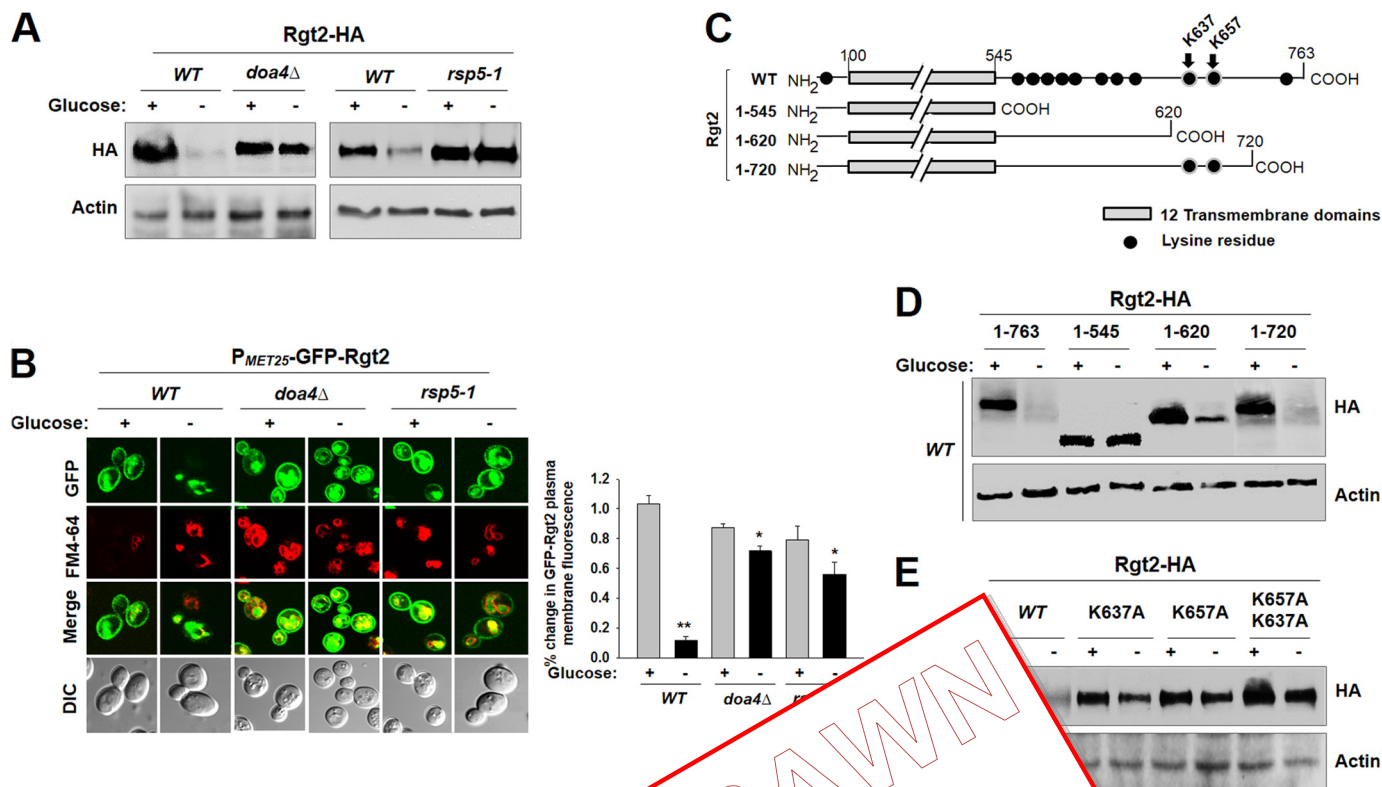 A
Rgt2-HA
WT doa4Δ WT rsp5-1
Glucose: + - + - + - + -
HA
Actin
B
PMET25-GFP-Rgt2
WT doa4Δ rsp5-1
Glucose: + - + - + -
GFP
FM4-64
Merge
DIC
% change in GFP-Rgt2 plasma
membrane fluorescence
1.2
1.0
0.8
0.6
0.4
0.2
0.0
** * *
Glucose: + - + - + -
WT doa4Δ
C
K637 K657
100 545 763
Rgt2
WT NH2 COOH
1-545 NH2 COOH
620
1-620 NH2 COOH
720
1-720 NH2 COOH
12 Transmembrane domains
Lysine residue
D
Rgt2-HA
1-763 1-545 1-620 1-720
Glucose: + - + - + - + -
WT
HA
Actin
E
Rgt2-HA
WT K637A K657A K657A
K637A
- + - + - + -
HA
Actin
AWN